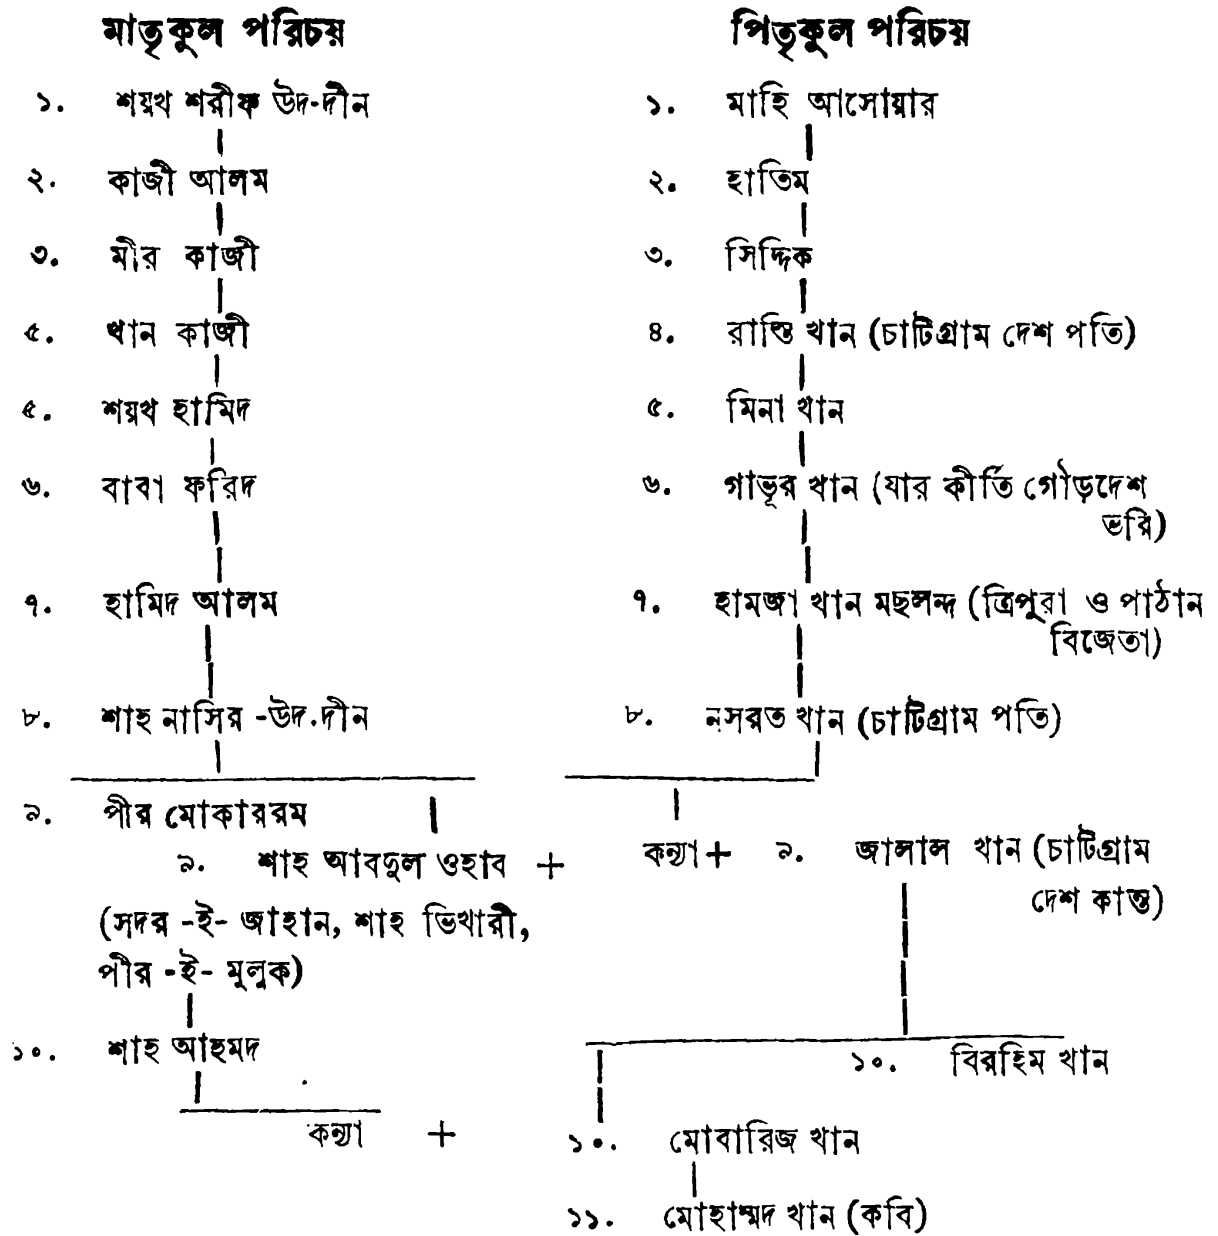 মাতৃকুল পরিচয়
১. শয়খ শরীফ উদ-দীন
২. কাজী আলম
৩. মীর কাজী
৫. খান কাজী
৫. শয়খ হামিদ
৬. বাবা ফরিদ
৭. হামিদ আলম
৮. শাহ নাসির -উদ.দীন
৯. পীর মোকাররম
৯. শাহ আবদুল ওহাব +
(সদর -ই- জাহান, শাহ ভিখারী,
পীর -ই- মুলুক)
১০. শাহ আহমদ
কন্যা +
পিতৃকুল পরিচয়
১. মাহি আসোয়ার
২. হাতিম
৩. সিদ্দিক
৪. রাস্তি খান (চাটিগ্রাম দেশ পতি)
৫. মিনা খান
৬. গাভূর খান (যার কীর্তি গৌড়দেশ
ভরি)
৭. হামজা খান মছলন্দ (ত্রিপুরা ও পাঠান
বিজেতা)
৮. নসরত খান (চাটিগ্রাম পতি)
কন্যা + ৯. জালাল খান (চাটিগ্রাম
দেশ কান্ত)
১০. বিরহিম খান
১০. মোবারিজ খান
১১. মোহাম্মদ খান (কবি)